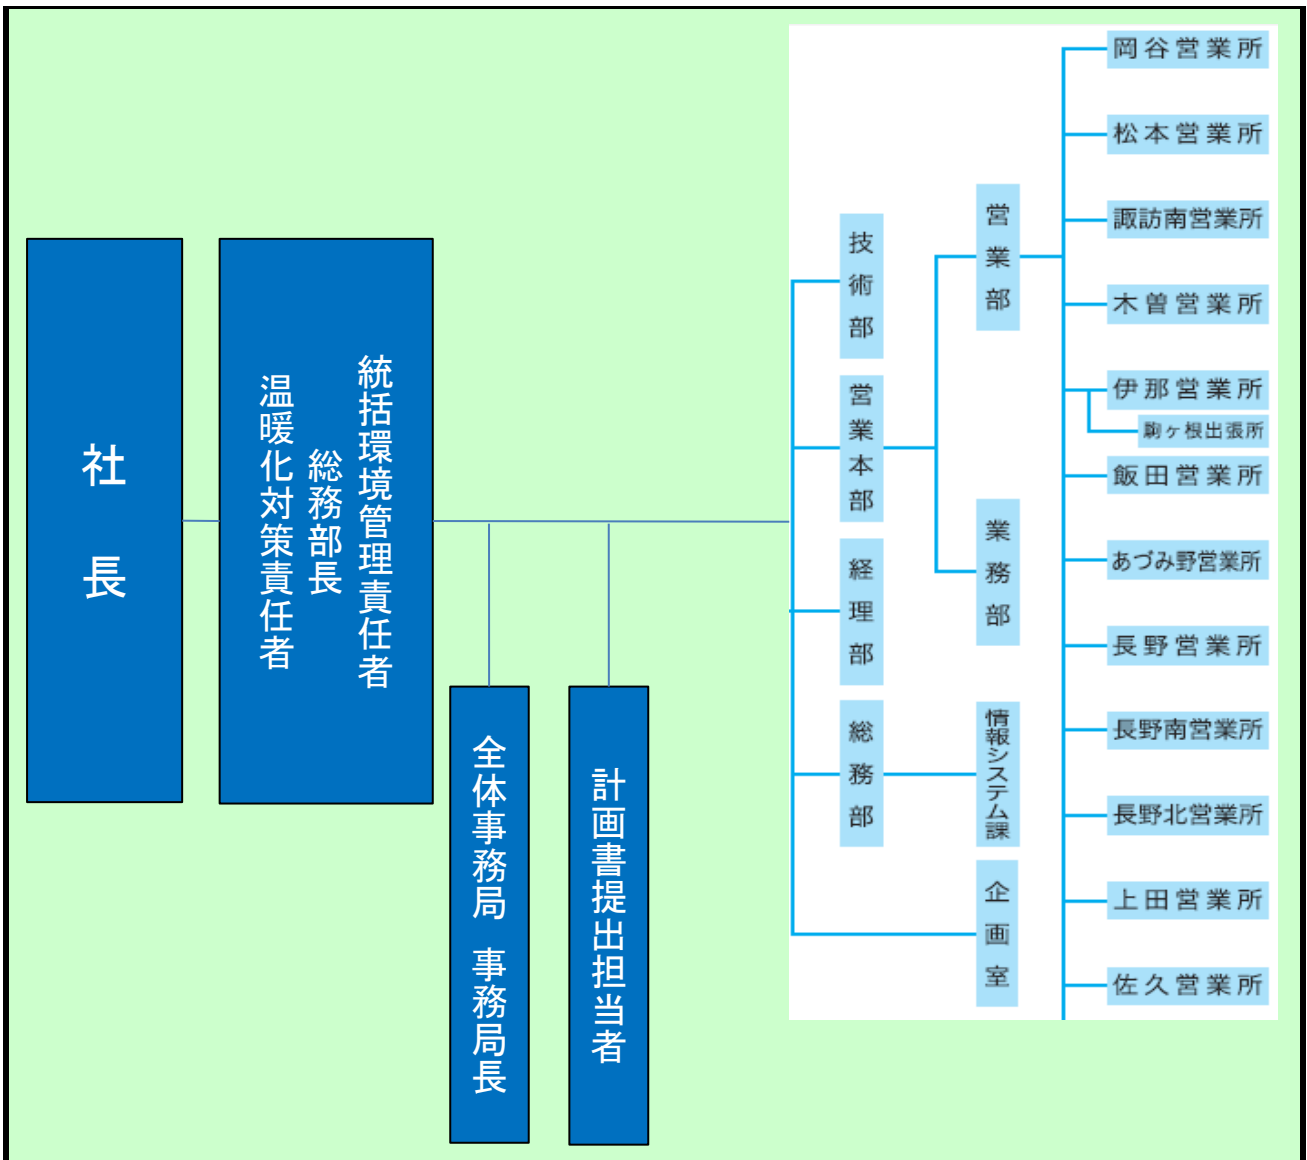 社長
統括環境管理責任者
総務部長
温暖化対策責任者
全体事務局 事務局長
計画書提出担当者
技術部
営業本部
経理部
総務部
営業部
業務部
情報システム課
企画室
岡谷営業所
松本営業所
諏訪南営業所
木曽営業所
伊那営業所
駒ヶ根出張所
飯田営業所
あづみ野営業所
長野営業所
長野南営業所
長野北営業所
上田営業所
佐久営業所